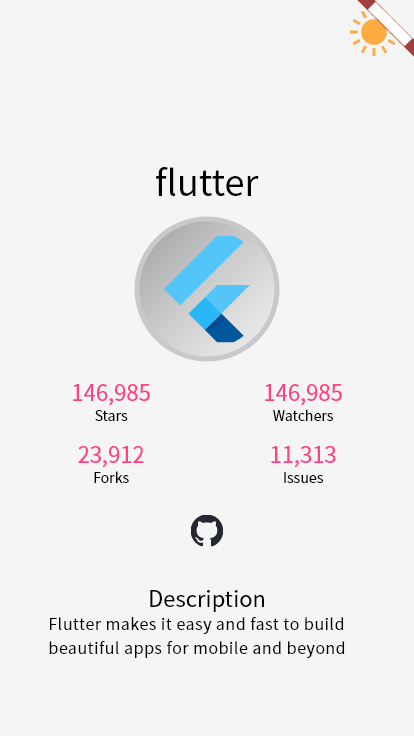 flutter
146,985
146,985
Stars
Watchers
23,912
11,313
Forks
Issues
Description
Flutter makes it easy and fast to build
beautiful apps for mobile and beyond